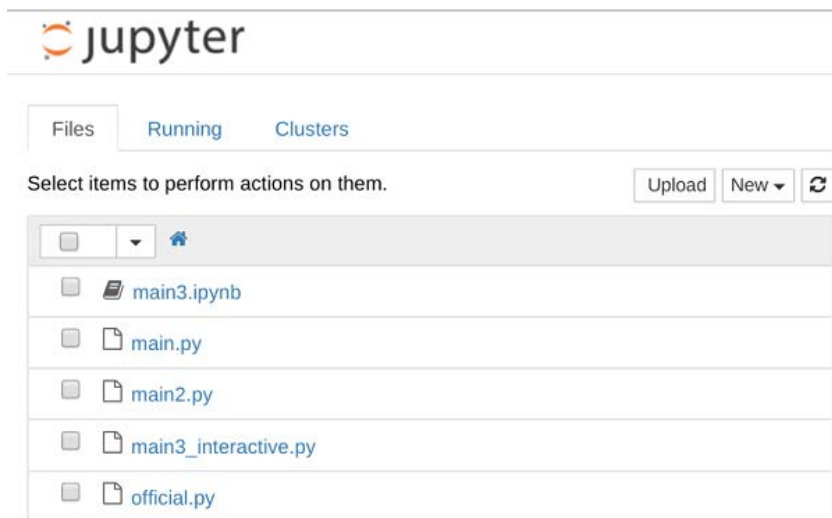 jupyter
Files Running Clusters
Select items to perform actions on them. Upload New
main3.ipynb
main.py
main2.py
main3_interactive.py
official.py